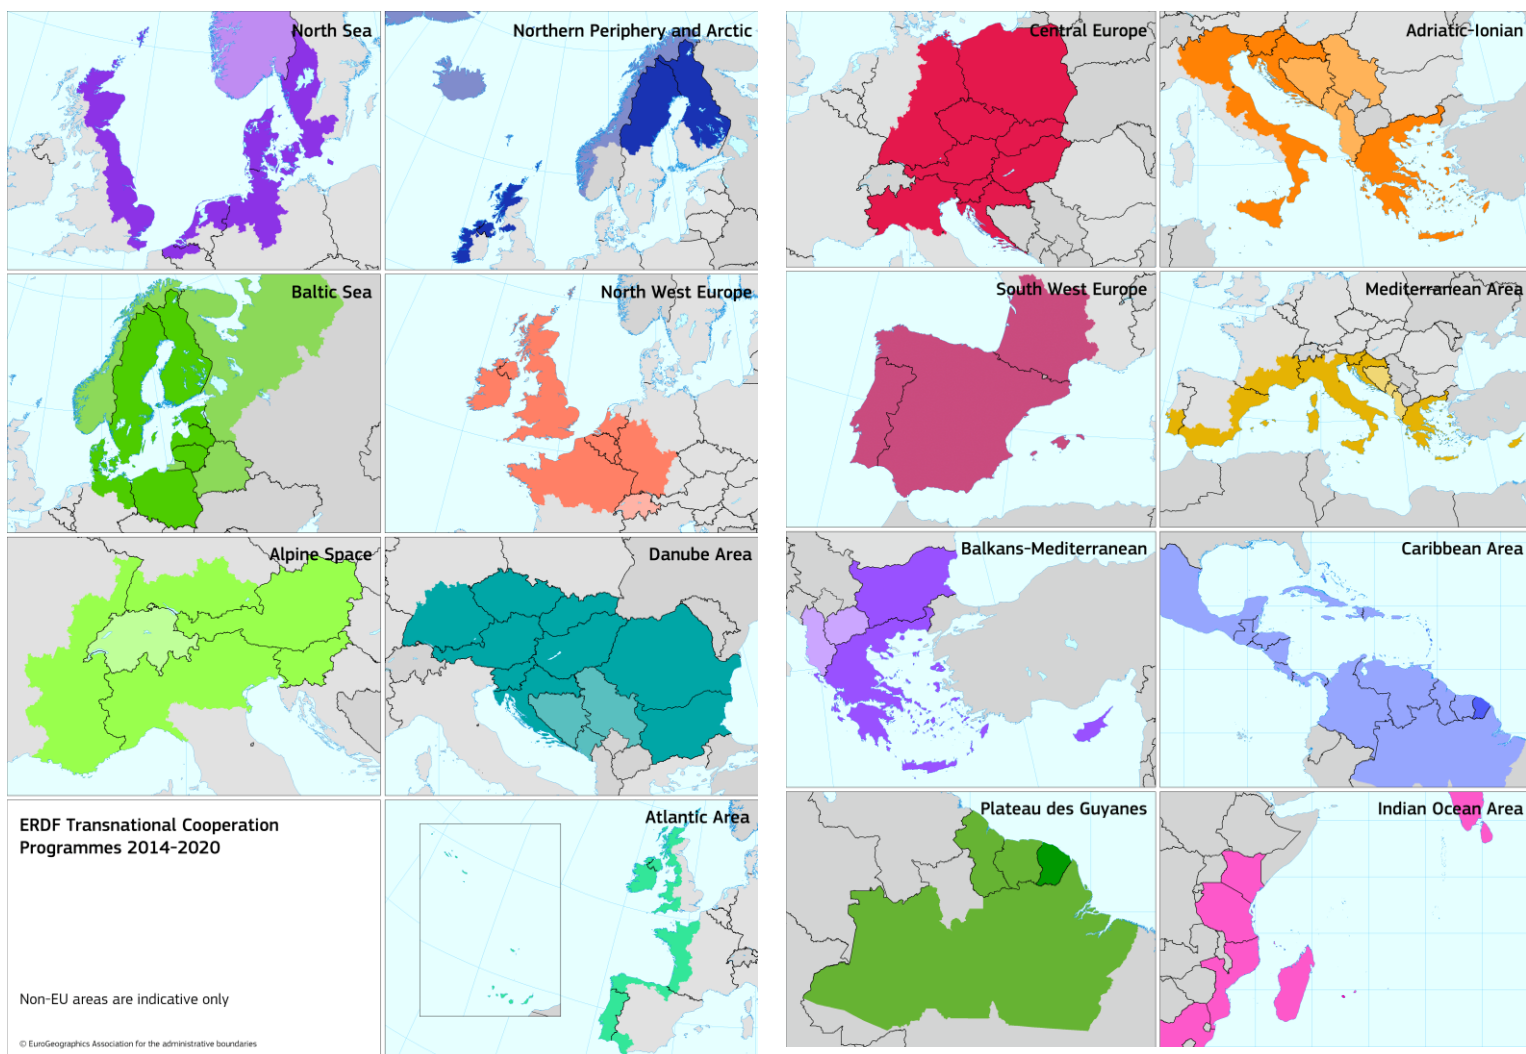 North Sea
Northern Periphery and Arctic
Central Europe
Adriatic-Ionian
Baltic Sea
North West Europe
South West Europe
Mediterranean Area
Alpine Space
Danube Area
Balkans-Mediterranean
Caribbean Area
ERDF Transnational Cooperation
Programmes 2014-2020
Non-EU areas are indicative only
© EuroGeographics Association for the administrative boundaries
Atlantic Area
Plateau des Guyanes
Indian Ocean Area